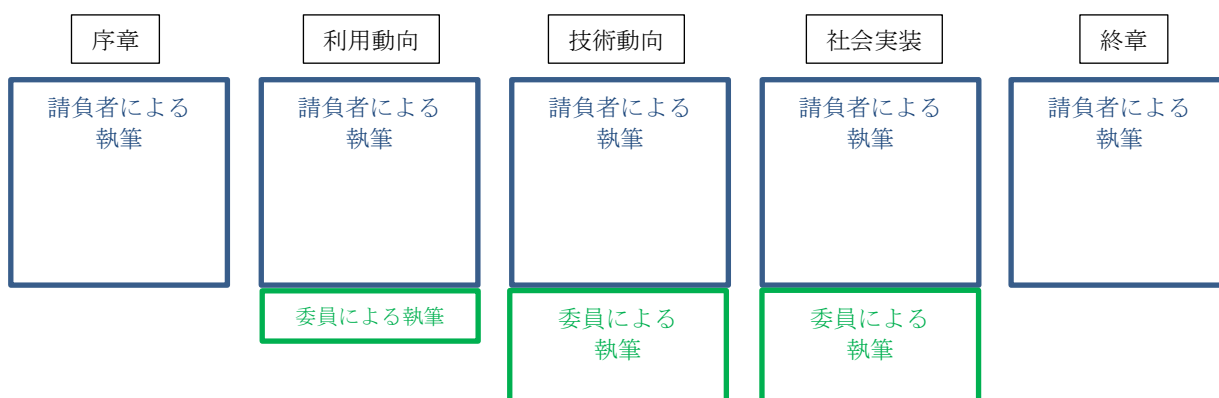 序章
利用動向
技術動向
社会実装
終章
請負者による
執筆
請負者による
執筆
請負者による
執筆
請負者による
執筆
請負者による
執筆
委員による執筆
委員による
執筆
委員による
執筆